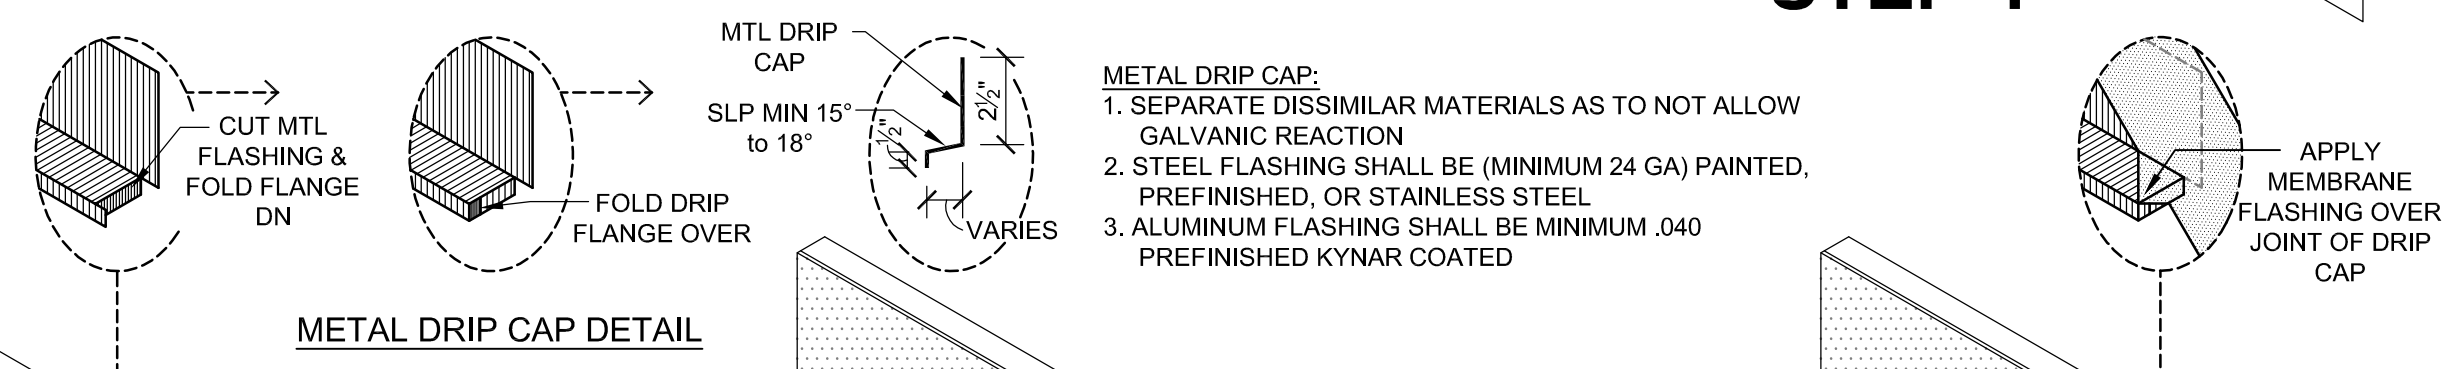 CUT MTL
FLASHING &
FOLD FLANGE
DN
FOLD DRIP
FLANGE OVER
MTL DRIP
CAP
SLP MIN 15°
to 18°
1/2"
2 1/2"
VARIES
METAL DRIP CAP DETAIL
METAL DRIP CAP:
1. SEPARATE DISSIMILAR MATERIALS AS TO NOT ALLOW
GALVANIC REACTION
2. STEEL FLASHING SHALL BE (MINIMUM 24 GA) PAINTED,
PREFINISHED, OR STAINLESS STEEL
3. ALUMINUM FLASHING SHALL BE MINIMUM .040
PREFINISHED KYNAR COATED
APPLY
MEMBRANE
FLASHING OVER
JOINT OF DRIP
CAP